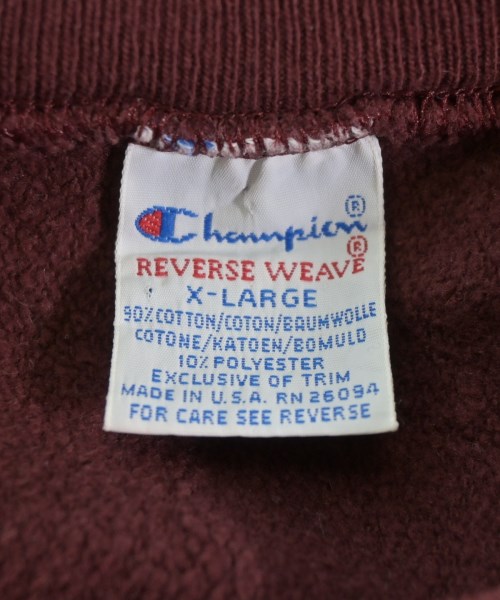 Champion ®
REVERSE WEAVE ®
X-LARGE
90% COTTON/COTON/BAUMWOLLE
COTONE/KATOEN/BOMULD
10% POLYESTER
EXCLUSIVE OF TRIM
MADE IN U.S.A. RN 26094
FOR CARE SEE REVERSE